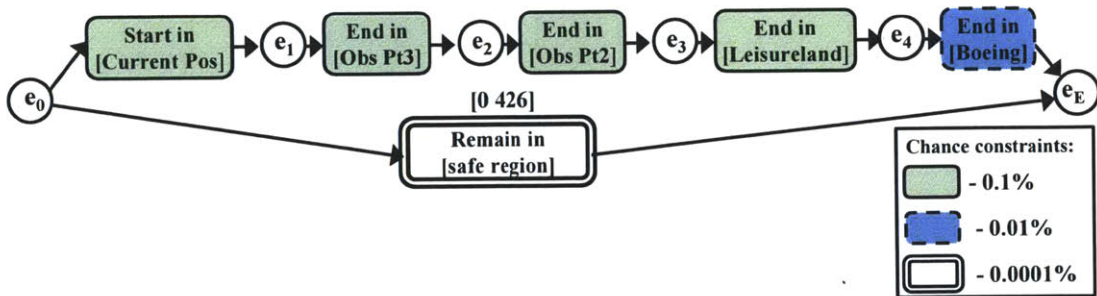 Start in
[Current Pos]
e1
End in
[Obs Pt3]
e2
End in
[Obs Pt2]
e3
End in
[Leisureland]
e4
End in
[Boeing]
e0
eE
[0 426]
Remain in
[safe region]
Chance constraints:
- 0.1%
- 0.01%
- 0.0001%